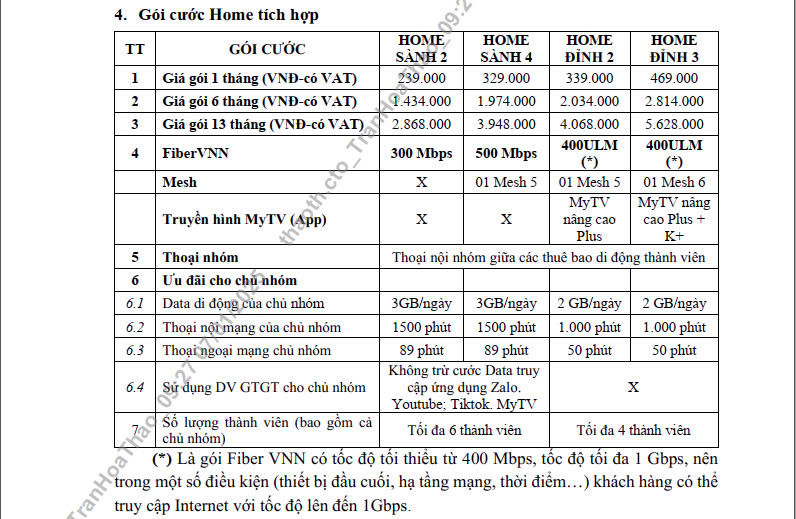 4. Gói cước Home tích hợp
TT GÓI CƯỚC HOME SÀNH 2 HOME SÀNH 4 HOME ĐỈNH 2 HOME ĐỈNH 3
1 Giá gói 1 tháng (VNĐ-có VAT) 239.000 329.000 339.000 469.000
2 Giá gói 6 tháng (VNĐ-có VAT) 1.434.000 1.974.000 2.034.000 2.814.000
3 Giá gói 13 tháng (VNĐ-có VAT) 2.868.000 3.948.000 4.068.000 5.628.000
4 FiberVNN 300 Mbps 500 Mbps 400ULM (*) 400ULM (*)
Mesh X 01 Mesh 5 01 Mesh 5 01 Mesh 6
Truyền hình MyTV (App) X X MyTV nâng cao Plus MyTV nâng cao Plus + K+
5 Thoại nhóm Thoại nội nhóm giữa các thuê bao di động thành viên
6 Ưu đãi cho chủ nhóm
6.1 Data di động của chủ nhóm 3GB/ngày 3GB/ngày 2 GB/ngày 2 GB/ngày
6.2 Thoại nội mạng của chủ nhóm 1500 phút 1500 phút 1.000 phút 1.000 phút
6.3 Thoại ngoại mạng chủ nhóm 89 phút 89 phút 50 phút 50 phút
6.4 Sử dụng DV GTGT cho chủ nhóm Không trừ cước Data truy cập ứng dụng Zalo. Youtube; Tiktok. MyTV X
7 Số lượng thành viên (bao gồm cả chủ nhóm) Tối đa 6 thành viên Tối đa 4 thành viên
(*) Là gói Fiber VNN có tốc độ tối thiểu từ 400 Mbps, tốc độ tối đa 1 Gbps, nên
trong một số điều kiện (thiết bị đầu cuối, hạ tầng mạng, thời điểm…) khách hàng có thể
truy cập Internet với tốc độ lên đến 1Gbps.
thaoth.cto_TranHoaThao_09:2
TranHoaThao_09:27 07/01/2025